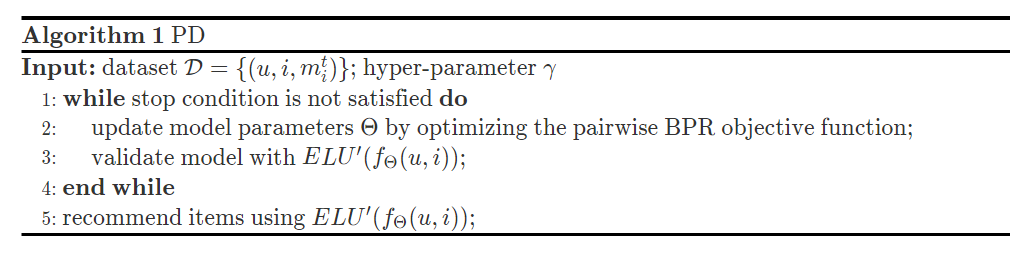 Algorithm 1 PD
Input: dataset $\mathcal{D} = \{(u, i, m_i^t)\}$; hyper-parameter $\gamma$
1: while stop condition is not satisfied do
2: update model parameters $\Theta$ by optimizing the pairwise BPR objective function;
3: validate model with $ELU'(f_\Theta(u, i))$;
4: end while
5: recommend items using $ELU'(f_\Theta(u, i))$;